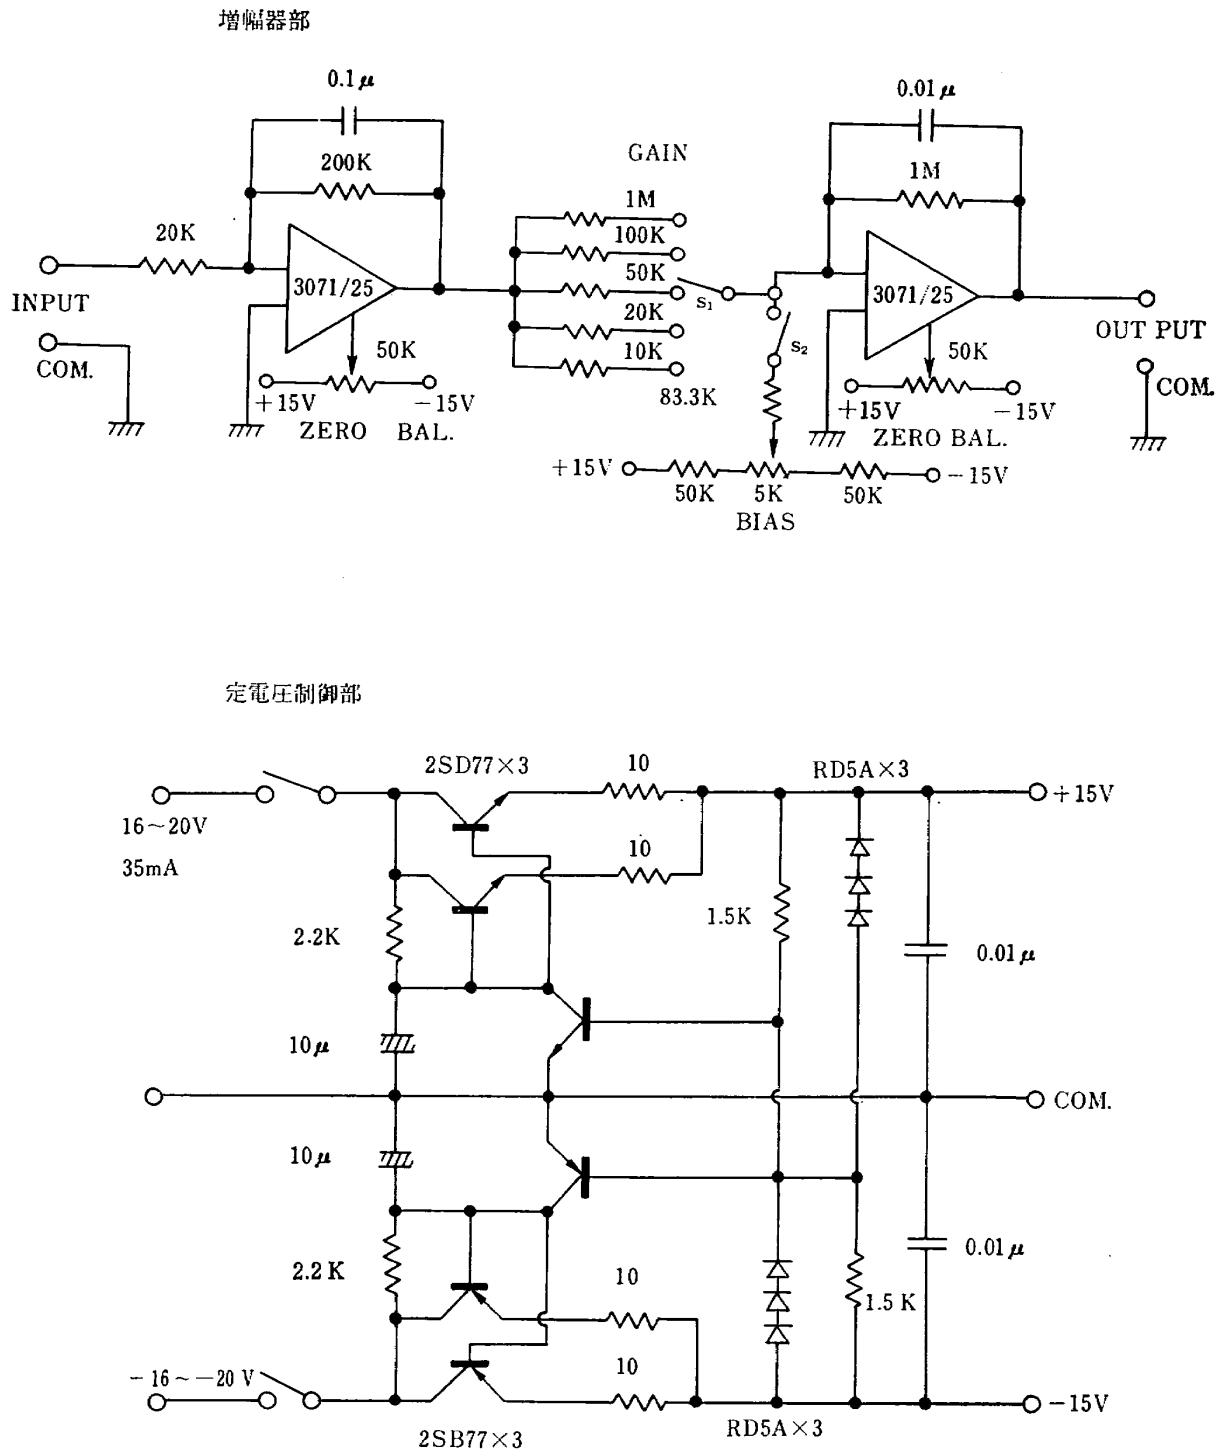 増幅器部
0.1μ
0.01μ
200K
GAIN
1M
20K
1M
100K
50K
20K
10K
3071/25
3071/25
S₁
S₂
INPUT
COM.
50K
+15V
-15V
ZERO BAL.
83.3K
50K
+15V
-15V
ZERO BAL.
OUT PUT
COM.
+15V
-15V
50K
5K
50K
BIAS
定電圧制御部
2SD77×3
10
RD5A×3
+15V
16~20V
35mA
10
2.2K
1.5K
0.01μ
10μ
COM.
10μ
0.01μ
2.2K
10
1.5K
10
-16~-20V
-15V
2SB77×3
RD5A×3